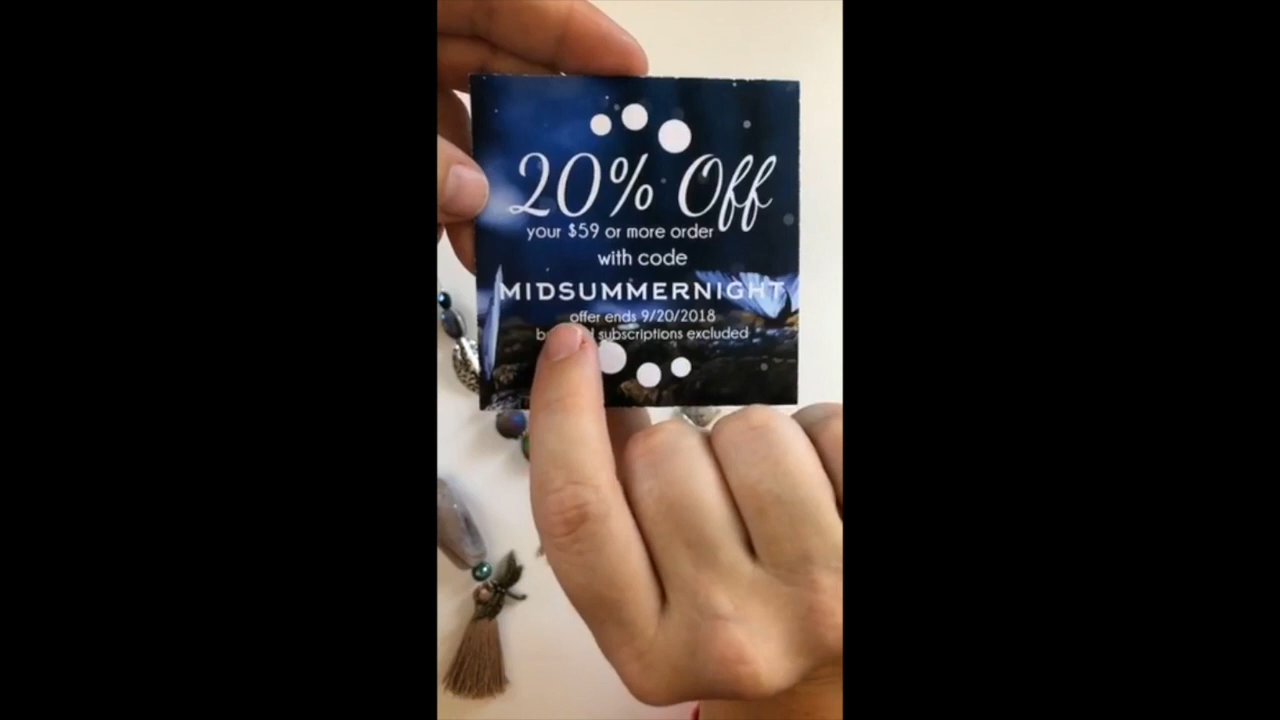 20% Off
your $59 or more order
with code
MIDSUMMERNIGHT
offer ends 9/20/2018
subscriptions excluded